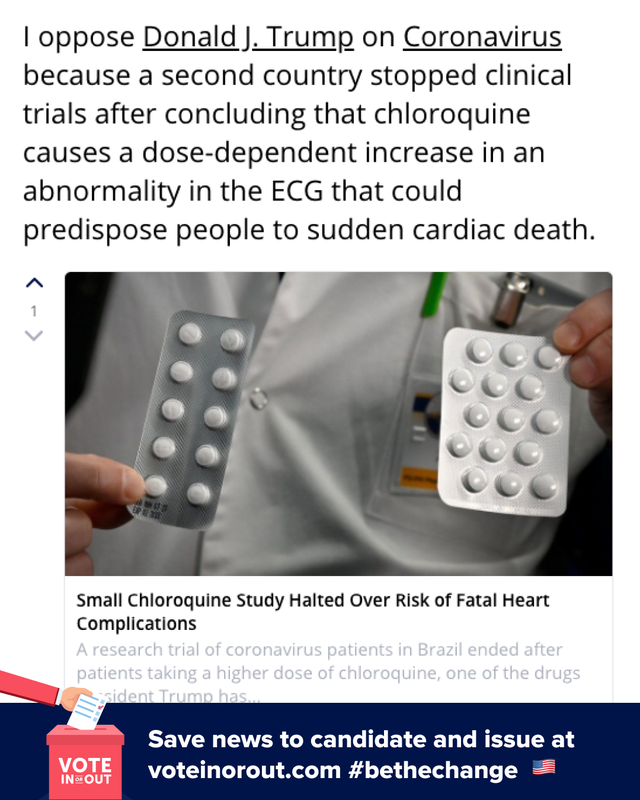 I oppose Donald J. Trump on Coronavirus
because a second country stopped clinical
trials after concluding that chloroquine
causes a dose-dependent increase in an
abnormality in the ECG that could
predispose people to sudden cardiac death.
1
Small Chloroquine Study Halted Over Risk of Fatal Heart
Complications
A research trial of coronavirus patients in Brazil ended after
patients taking a higher dose of chloroquine, one of the drugs
sident Trump has...
VOTE
IN OR OUT
Save news to candidate and issue at
voteinorout.com #bethechange